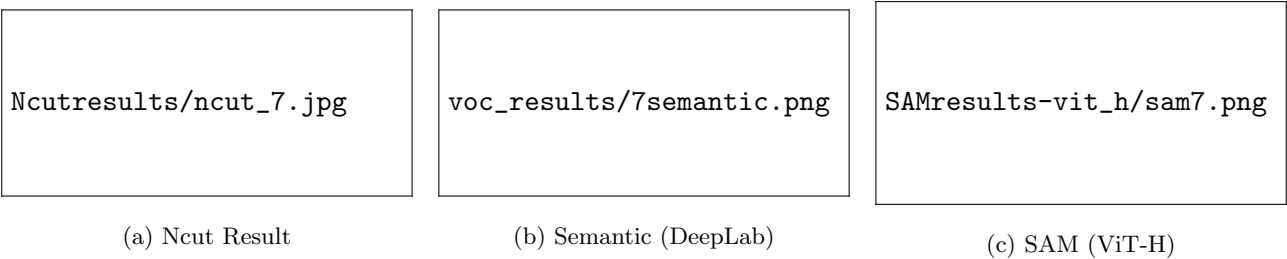 Ncutresults/ncut_7.jpg
voc_results/7semantic.png
SAMresults-vit_h/sam7.png
(a) Ncut Result
(b) Semantic (DeepLab)
(c) SAM (ViT-H)